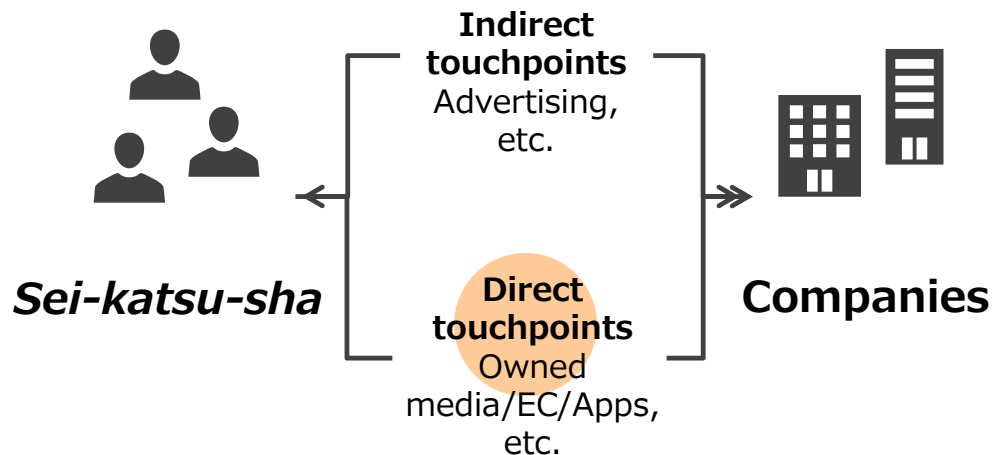 Indirect
touchpoints
Advertising,
etc.
Sei-katsu-sha
Companies
Direct
touchpoints
Owned
media/EC/Apps,
etc.